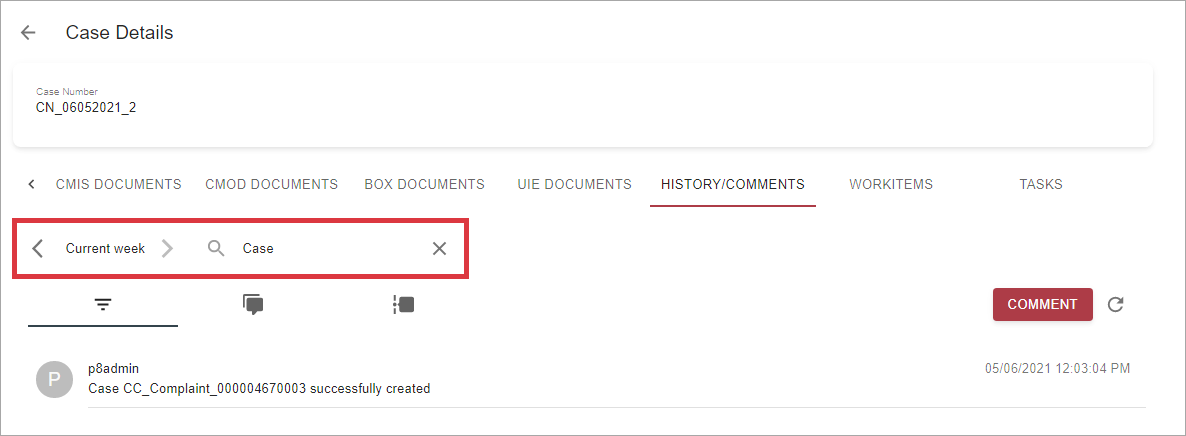 Case Details
Case Number
CN_06052021_2
CMIS DOCUMENTS CMOD DOCUMENTS BOX DOCUMENTS UIE DOCUMENTS HISTORY/COMMENTS WORKITEMS TASKS
Current week Case
COMMENT
P
p8admin 05/06/2021 12:03:04 PM
Case CC_Complaint_000004670003 successfully created